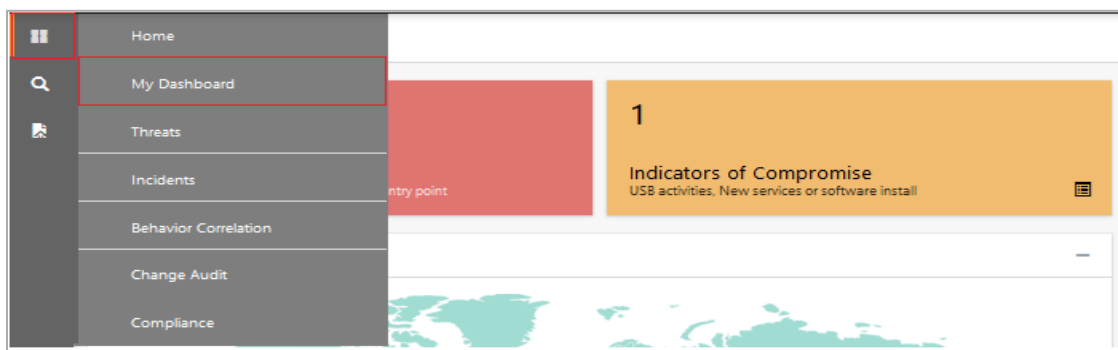 Home
My Dashboard
Threats
Incidents
Behavior Correlation
Change Audit
Compliance
point
1
Indicators of Compromise
USB activities, New services or software install